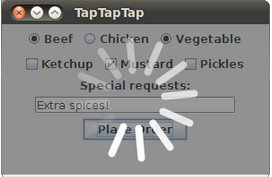 TapTapTap
Beef Chicken Vegetable
Ketchup Mustard Pickles
Special requests:
Extra spices!
Place Order